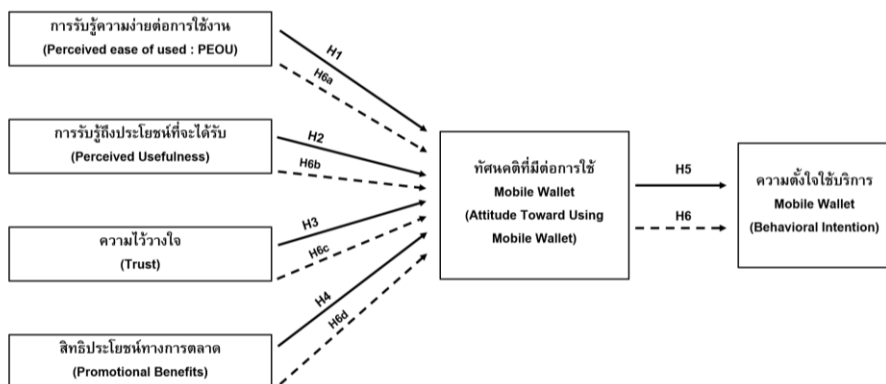 การรับรู้ความง่ายต่อการใช้งาน
(Perceived ease of used : PEOU)
H1
H6a
การรับรู้ถึงประโยชน์ที่จะได้รับ
(Perceived Usefulness)
H2
H6b
ความไว้วางใจ
(Trust)
H3
H6c
สิทธิประโยชน์ทางการตลาด
(Promotional Benefits)
H4
H6d
ทัศนคติที่มีต่อการใช้
Mobile Wallet
(Attitude Toward Using
Mobile Wallet)
H5
H6
ความตั้งใจใช้บริการ
Mobile Wallet
(Behavioral Intention)